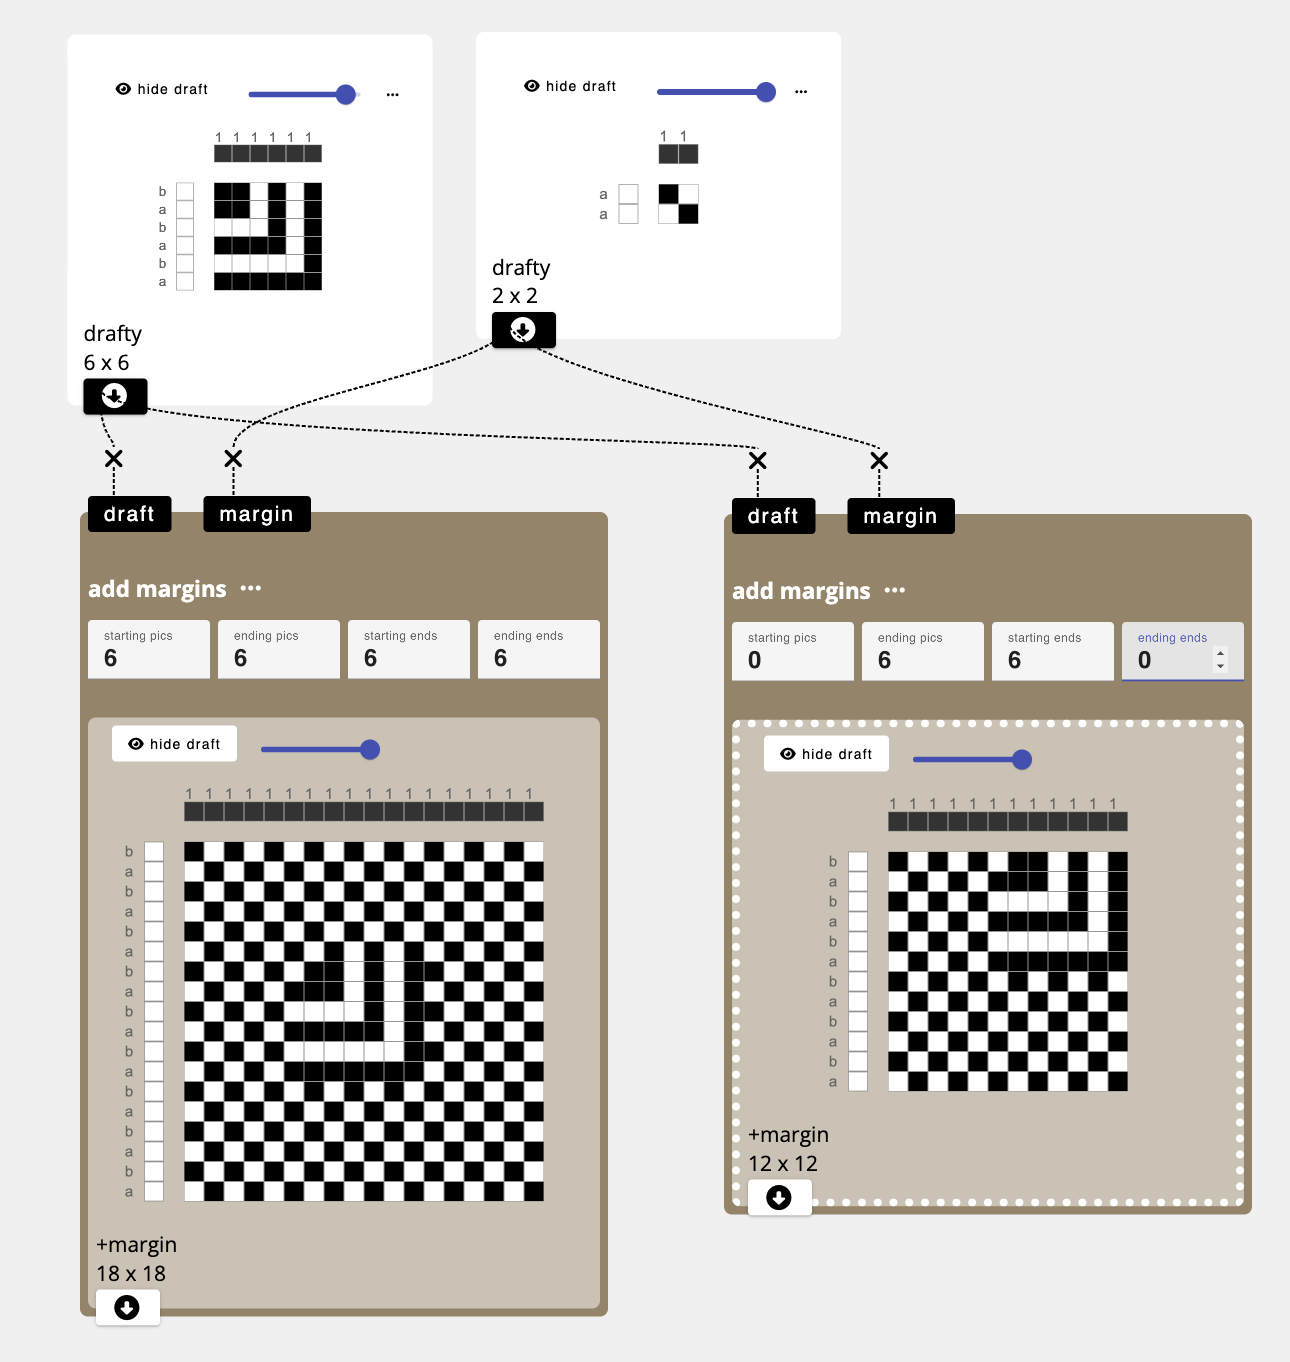 hide draft
...
1 1 1 1 1 1
b
a
b
a
b
a
drafty
6 x 6
hide draft
...
1 1
a
a
drafty
2 x 2
draft
margin
add margins ...
starting pics
6
ending pics
6
starting ends
6
ending ends
6
hide draft
1 1 1 1 1 1 1 1 1 1 1 1 1 1 1 1 1 1
b
a
b
a
b
a
b
a
b
a
b
a
b
a
b
a
b
a
+margin
18 x 18
draft
margin
add margins ...
starting pics
0
ending pics
6
starting ends
6
ending ends
0
hide draft
1 1 1 1 1 1 1 1 1 1 1 1
b
a
b
a
b
a
b
a
b
a
b
a
+margin
12 x 12